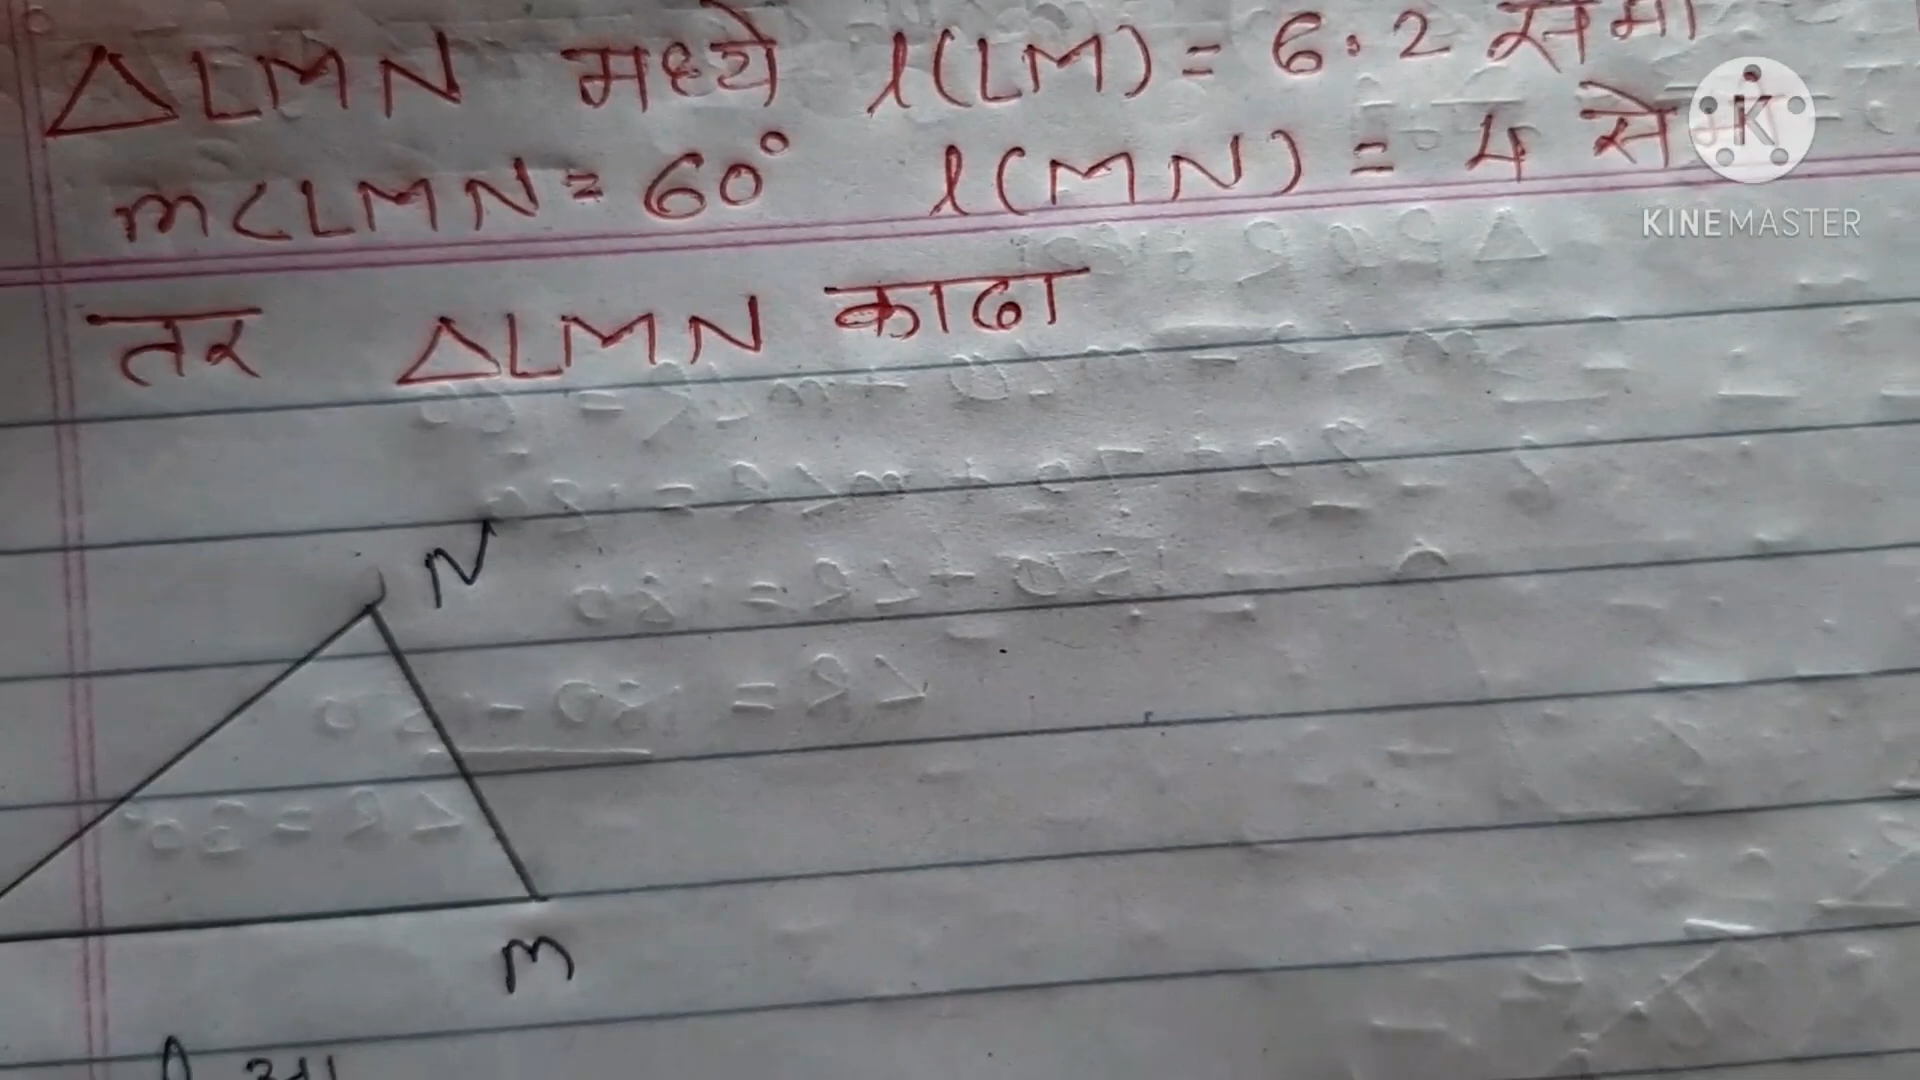 △LMN मध्ये l(LM) = 6.2 सेमी
m<LMN = 60° l(MN) = 4 सेमी
K
KINEMASTER
तर △LMN काढा
N
M